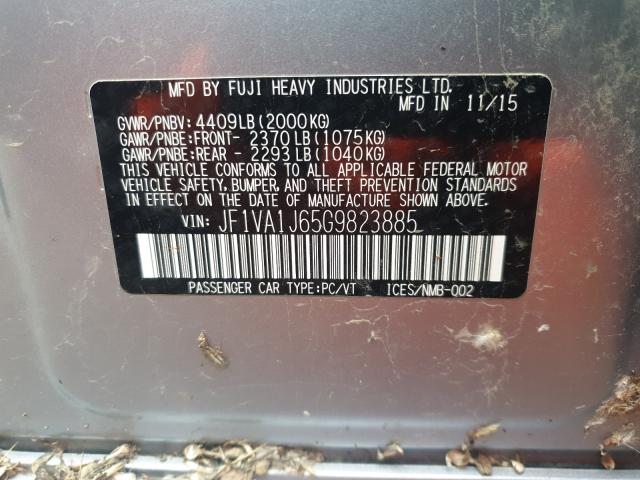 MFD BY FUJI HEAVY INDUSTRIES LTD.
MFD IN 11/15
GVWR/PNBV: 4409LB(2000KG)
GAWR/PNBE:FRONT- 2370LB(1075KG)
GAWR/PNBE:REAR - 2293LB(1040KG)
THIS VEHICLE CONFORMS TO ALL APPLICABLE FEDERAL MOTOR
VEHICLE SAFETY, BUMPER, AND THEFT PREVENTION STANDARDS
IN EFFECT ON THE DATE OF MANUFACTURE SHOWN ABOVE.
VIN: JF1VA1J65G9823885
PASSENGER CAR TYPE:PC/VT ICES/NMB-002